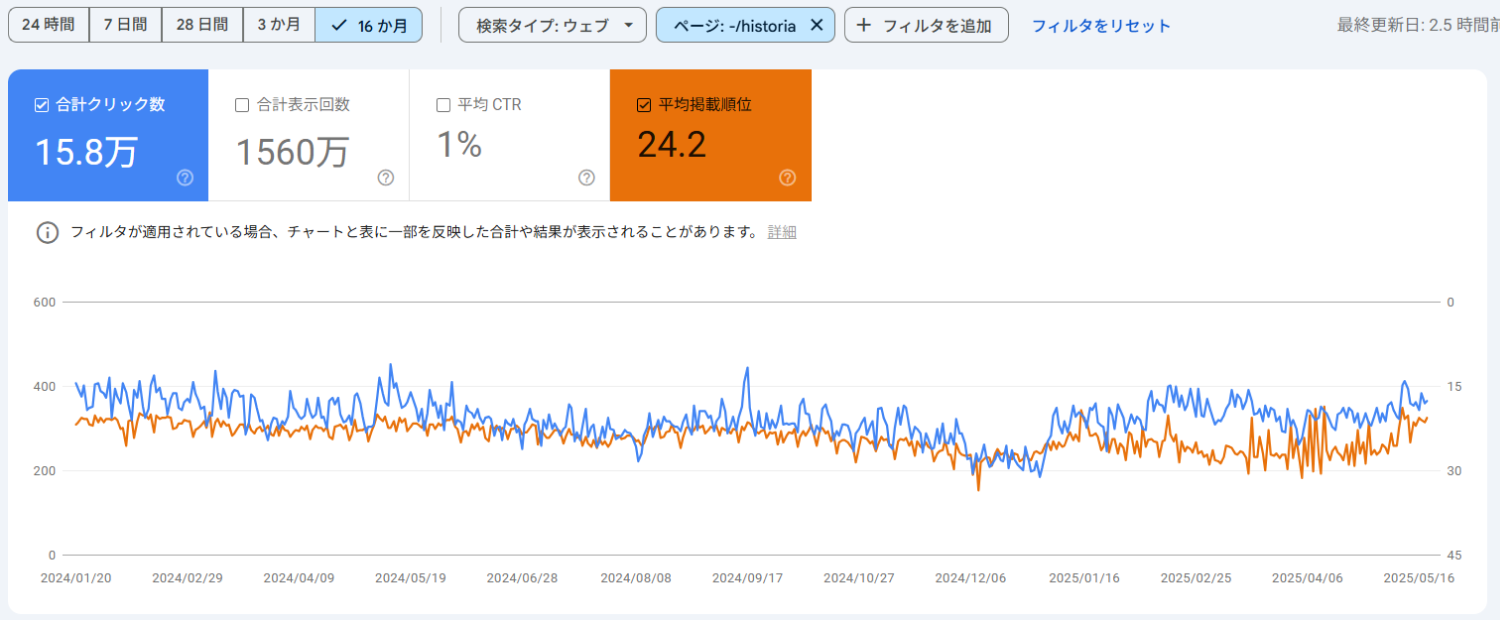 24 時間 7 日間 28 日間 3 か月 16 か月 検索タイプ: ウェブ ページ: -/historia フィルタを追加 フィルタをリセット 最終更新日: 2.5 時間前
合計クリック数 合計表示回数 平均 CTR 平均掲載順位
15.8万 1560万 1% 24.2
フィルタが適用されている場合、チャートと表に一部を反映した合計や結果が表示されることがあります。 詳細
600 0
400 15
200 30
0 45
2024/01/20 2024/02/29 2024/04/09 2024/05/19 2024/06/28 2024/08/08 2024/09/17 2024/10/27 2024/12/06 2025/01/16 2025/02/25 2025/04/06 2025/05/16